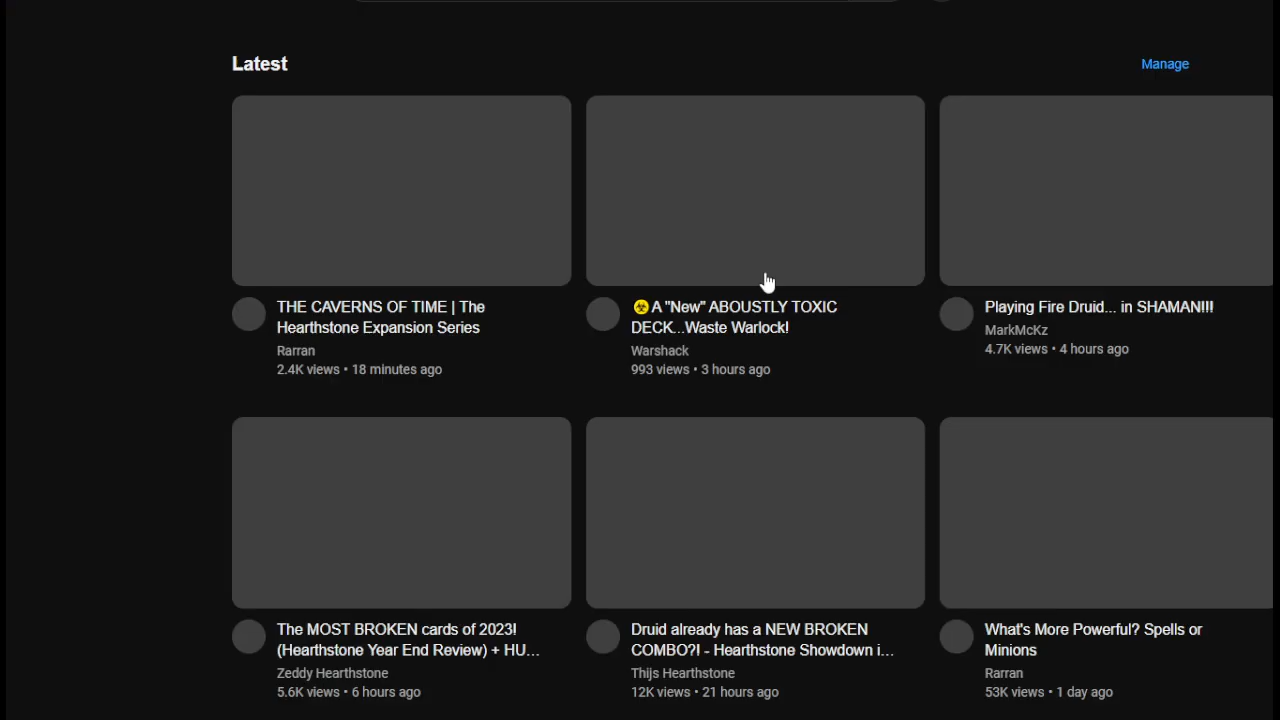 Latest
Manage
THE CAVERNS OF TIME | The
Hearthstone Expansion Series
Rarran
2.4K views • 18 minutes ago
☣A "New" ABOUSTLY TOXIC
DECK...Waste Warlock!
Warshack
993 views • 3 hours ago
Playing Fire Druid... in SHAMAN!!!
MarkMcKz
4.7K views • 4 hours ago
The MOST BROKEN cards of 2023!
(Hearthstone Year End Review) + HU...
Zeddy Hearthstone
5.6K views • 6 hours ago
Druid already has a NEW BROKEN
COMBO?! - Hearthstone Showdown i...
Thijs Hearthstone
12K views • 21 hours ago
What's More Powerful? Spells or
Minions
Rarran
53K views • 1 day ago